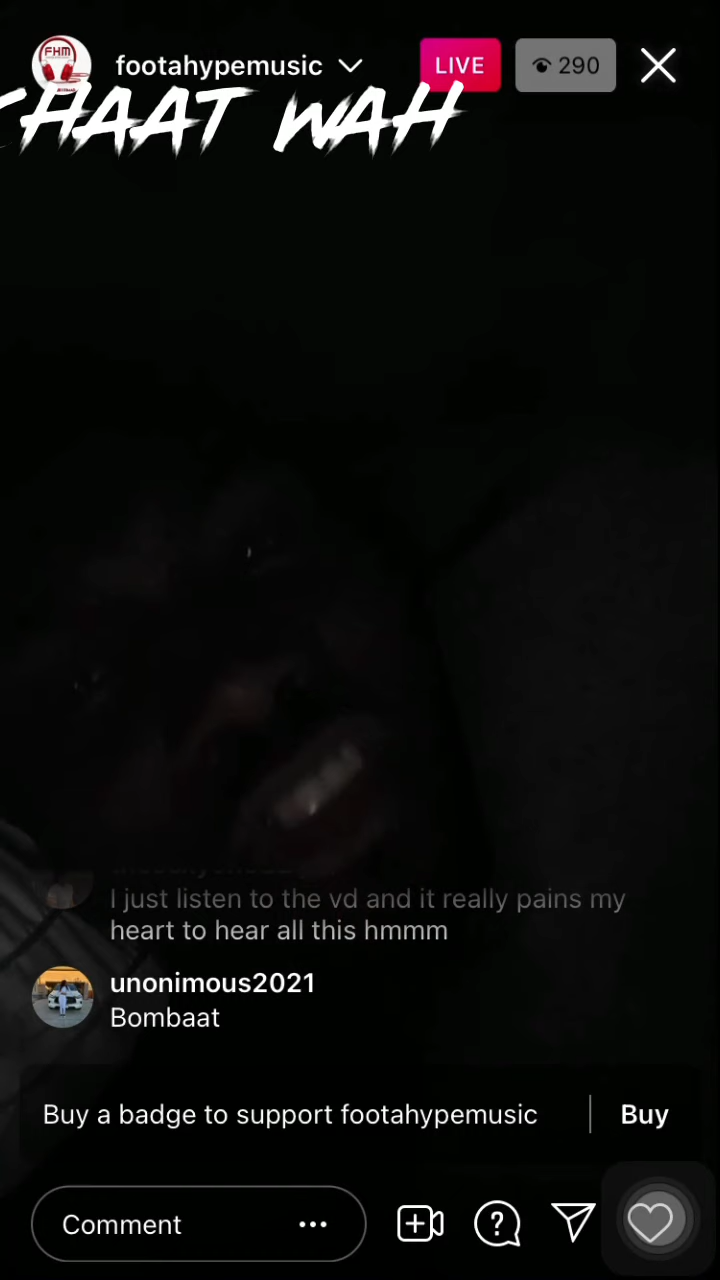 FHM
footahypemusic
LIVE
290
HAAT WAH
I just listen to the vd and it really pains my
heart to hear all this hmmm
unonimous2021
Bombaat
Buy a badge to support footahypemusic
Buy
Comment